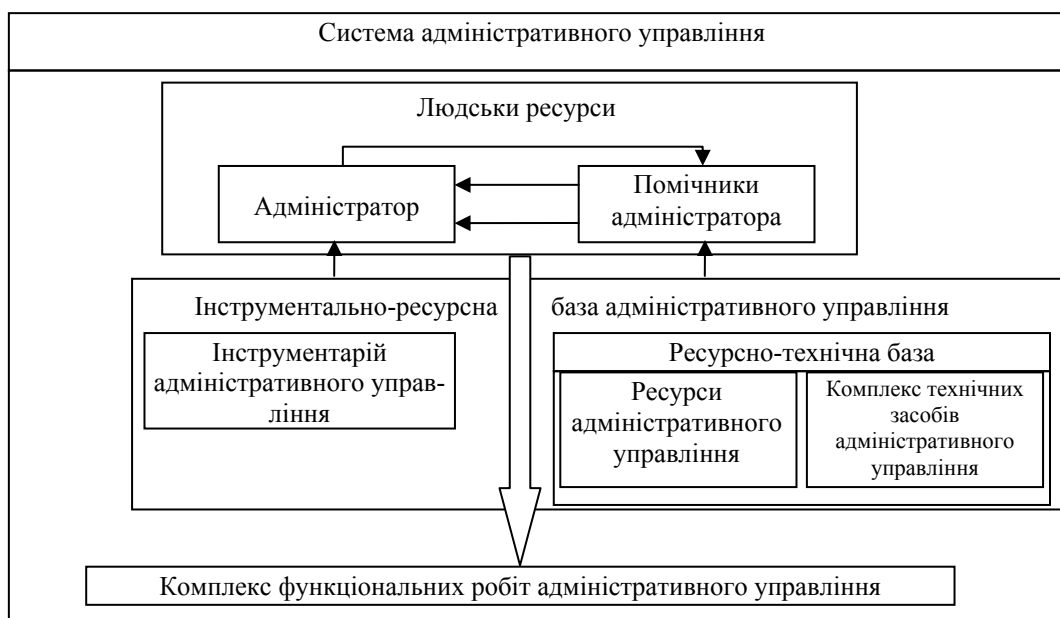 Система адміністративного управління
Людськи ресурси
Адміністратор
Помічники
адміністратора
Інструментально-ресурсна база адміністративного управління
Інструментарій
адміністративного управ-
ління
Ресурсно-технічна база
Ресурси
адміністративного
управління
Комплекс технічних
засобів
адміністративного
управління
Комплекс функціональних робіт адміністративного управління